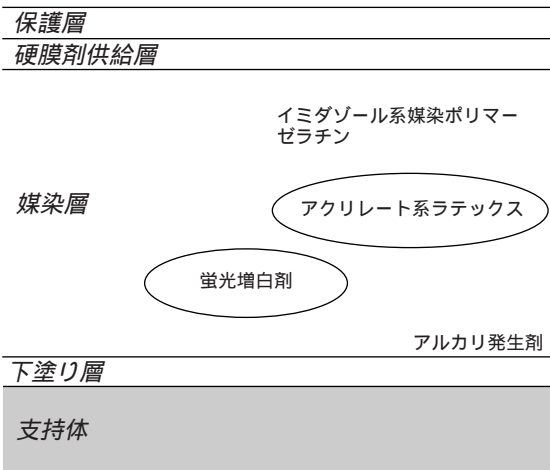 保護層
硬膜剤供給層
イミダゾール系媒染ポリマー
ゼラチン
媒染層
アクリレート系ラテックス
蛍光増白剤
アルカリ発生剤
下塗り層
支持体